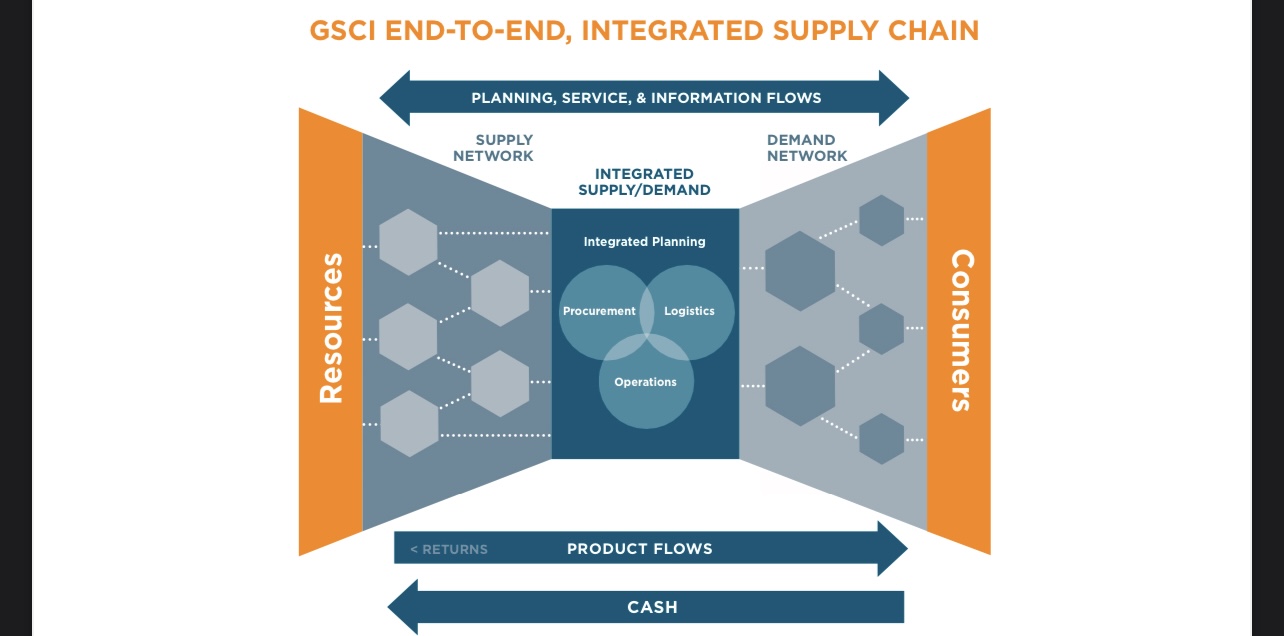 GSCI END-TO-END, INTEGRATED SUPPLY CHAIN
PLANNING, SERVICE, & INFORMATION FLOWS
SUPPLY
NETWORK
DEMAND
NETWORK
INTEGRATED
SUPPLY/DEMAND
Resources
Integrated Planning
Procurement
Logistics
Operations
Consumers
< RETURNS
PRODUCT FLOWS
CASH